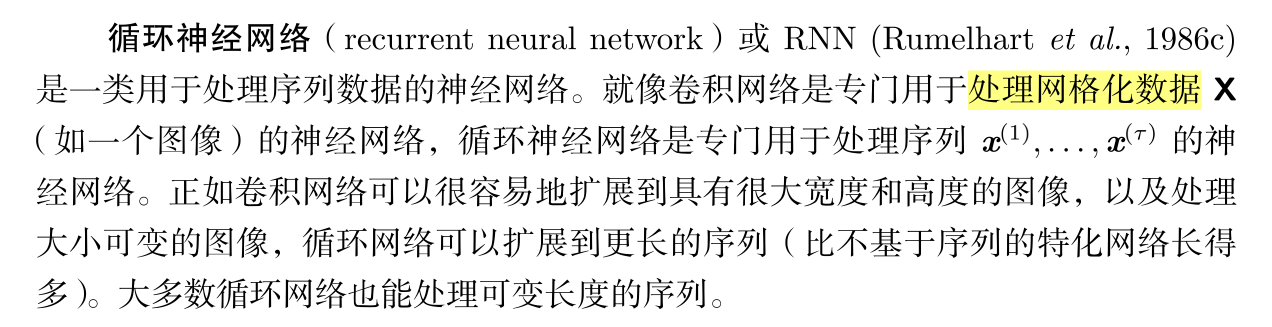 循环神经网络（recurrent neural network）或 RNN (Rumelhart et al., 1986c)
是一类用于处理序列数据的神经网络。就像卷积网络是专门用于处理网格化数据 X
（如一个图像）的神经网络，循环神经网络是专门用于处理序列 x⁽¹⁾, . . . , x⁽τ⁾ 的神
经网络。正如卷积网络可以很容易地扩展到具有很大宽度和高度的图像，以及处理
大小可变的图像，循环网络可以扩展到更长的序列（比不基于序列的特化网络长得
多）。大多数循环网络也能处理可变长度的序列。